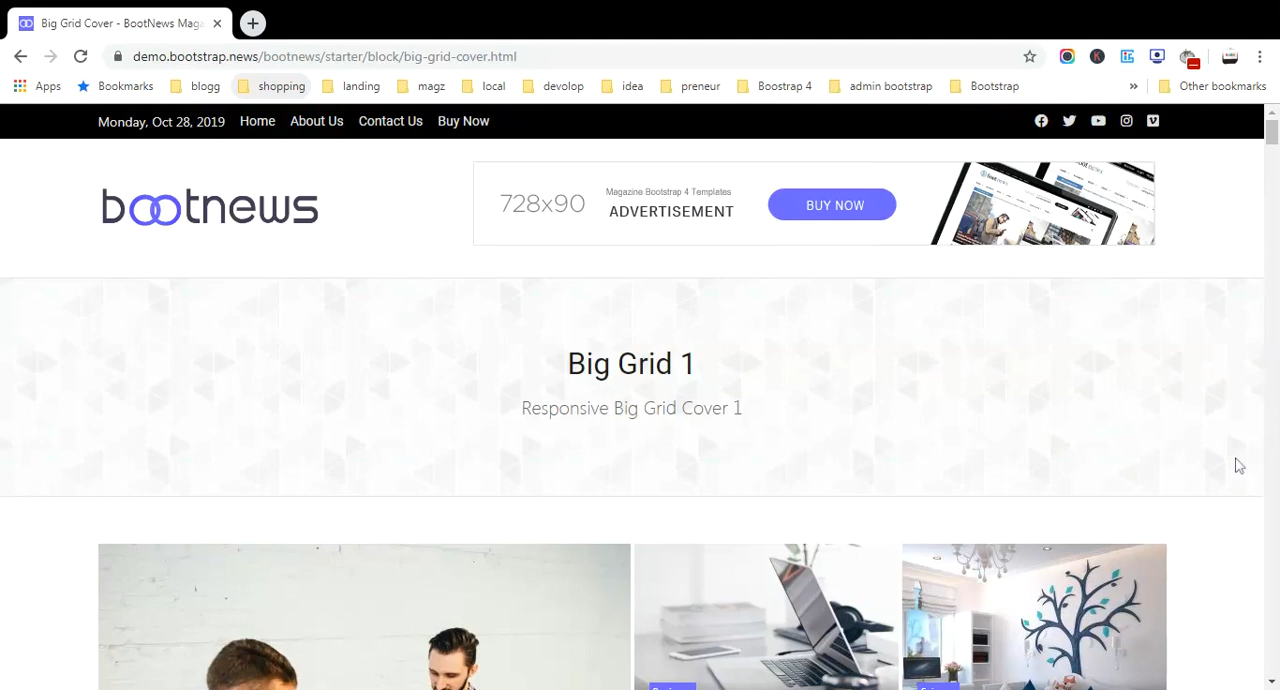 Big Grid Cover - BootNews Maga
demo.bootstrap.news/bootnews/starter/block/big-grid-cover.html
Apps Bookmarks blogg shopping landing magz local devolop idea preneur Boostrap 4 admin bootstrap Bootstrap » Other bookmarks
Monday, Oct 28, 2019 Home About Us Contact Us Buy Now
bootnews
728x90
Magazine Bootstrap 4 Templates
ADVERTISEMENT
BUY NOW
Big Grid 1
Responsive Big Grid Cover 1